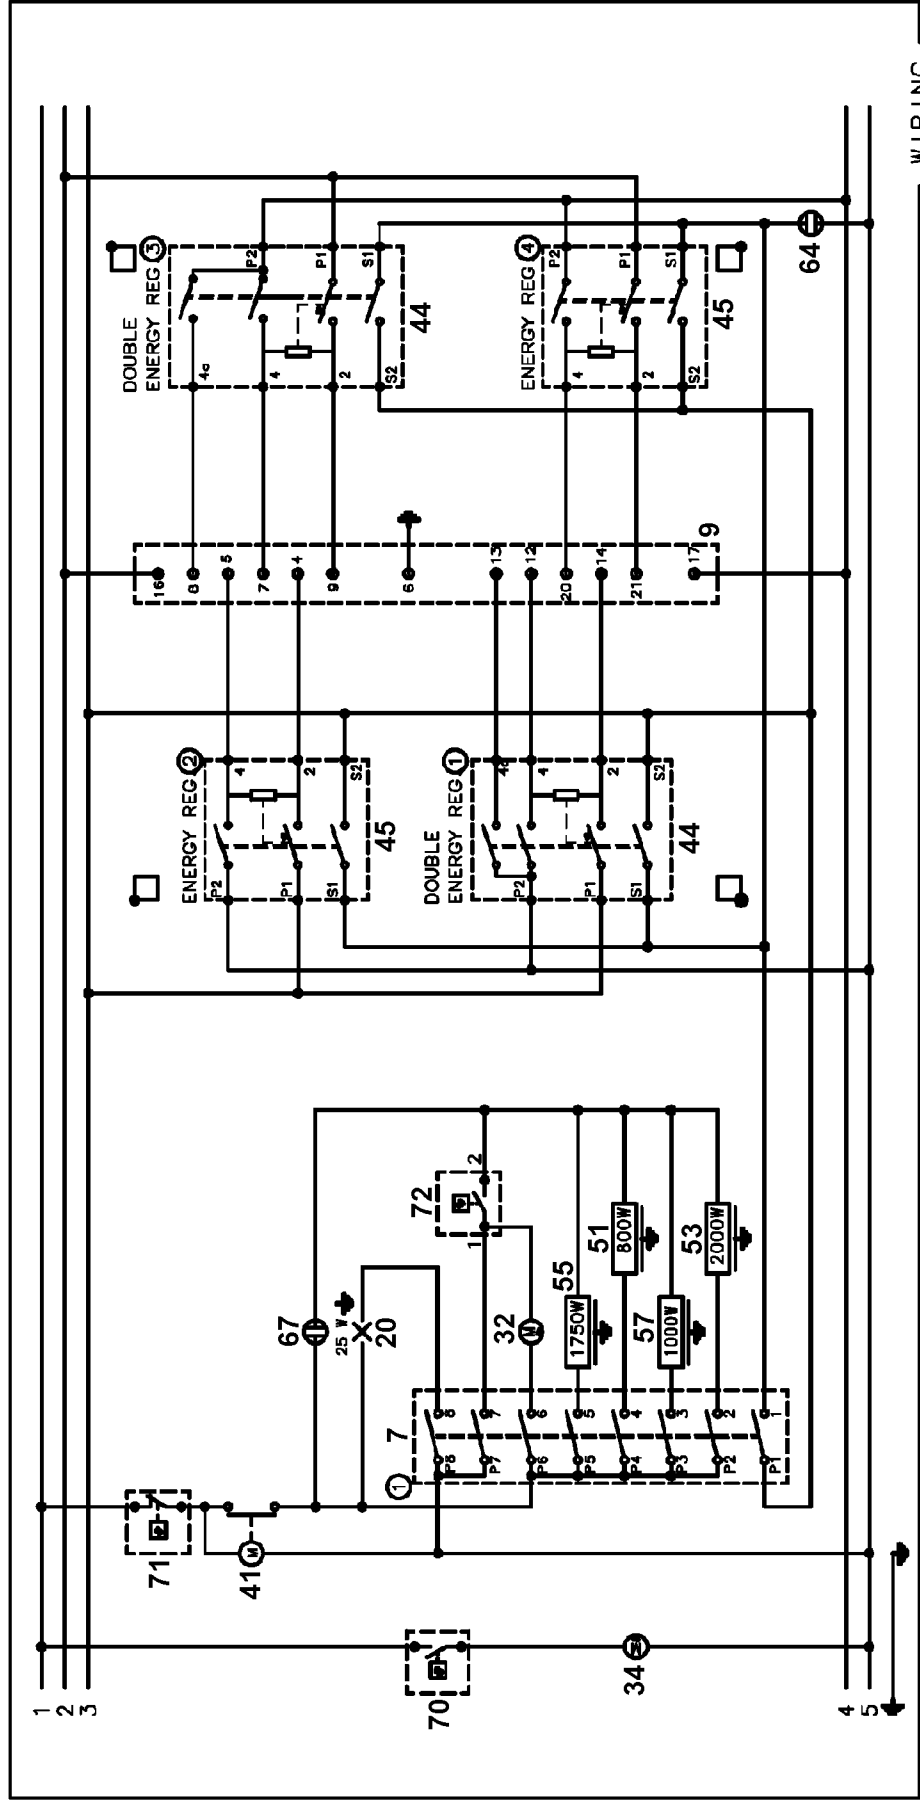 DOUBLE
ENERGY REG 3
P2
P1
S1
4a
4
2
S2
44
ENERGY REG 4
P2
P1
S1
4
2
S2
45
64
16
8
5
7
4
9
6
13
12
20
14
21
17
9
ENERGY REG 2
4
2
S2
P2
P1
S1
45
DOUBLE
ENERGY REG 1
4
2
S2
P2
P1
S1
44
72
1
2
67
25 W
20
32
M
55
1750W
51
800W
57
1000W
53
2000W
7
1
8
7
6
5
4
3
2
1
P8
P7
P6
P5
P4
P3
P2
P1
71
41
M
70
34
M
1
2
3
4
5